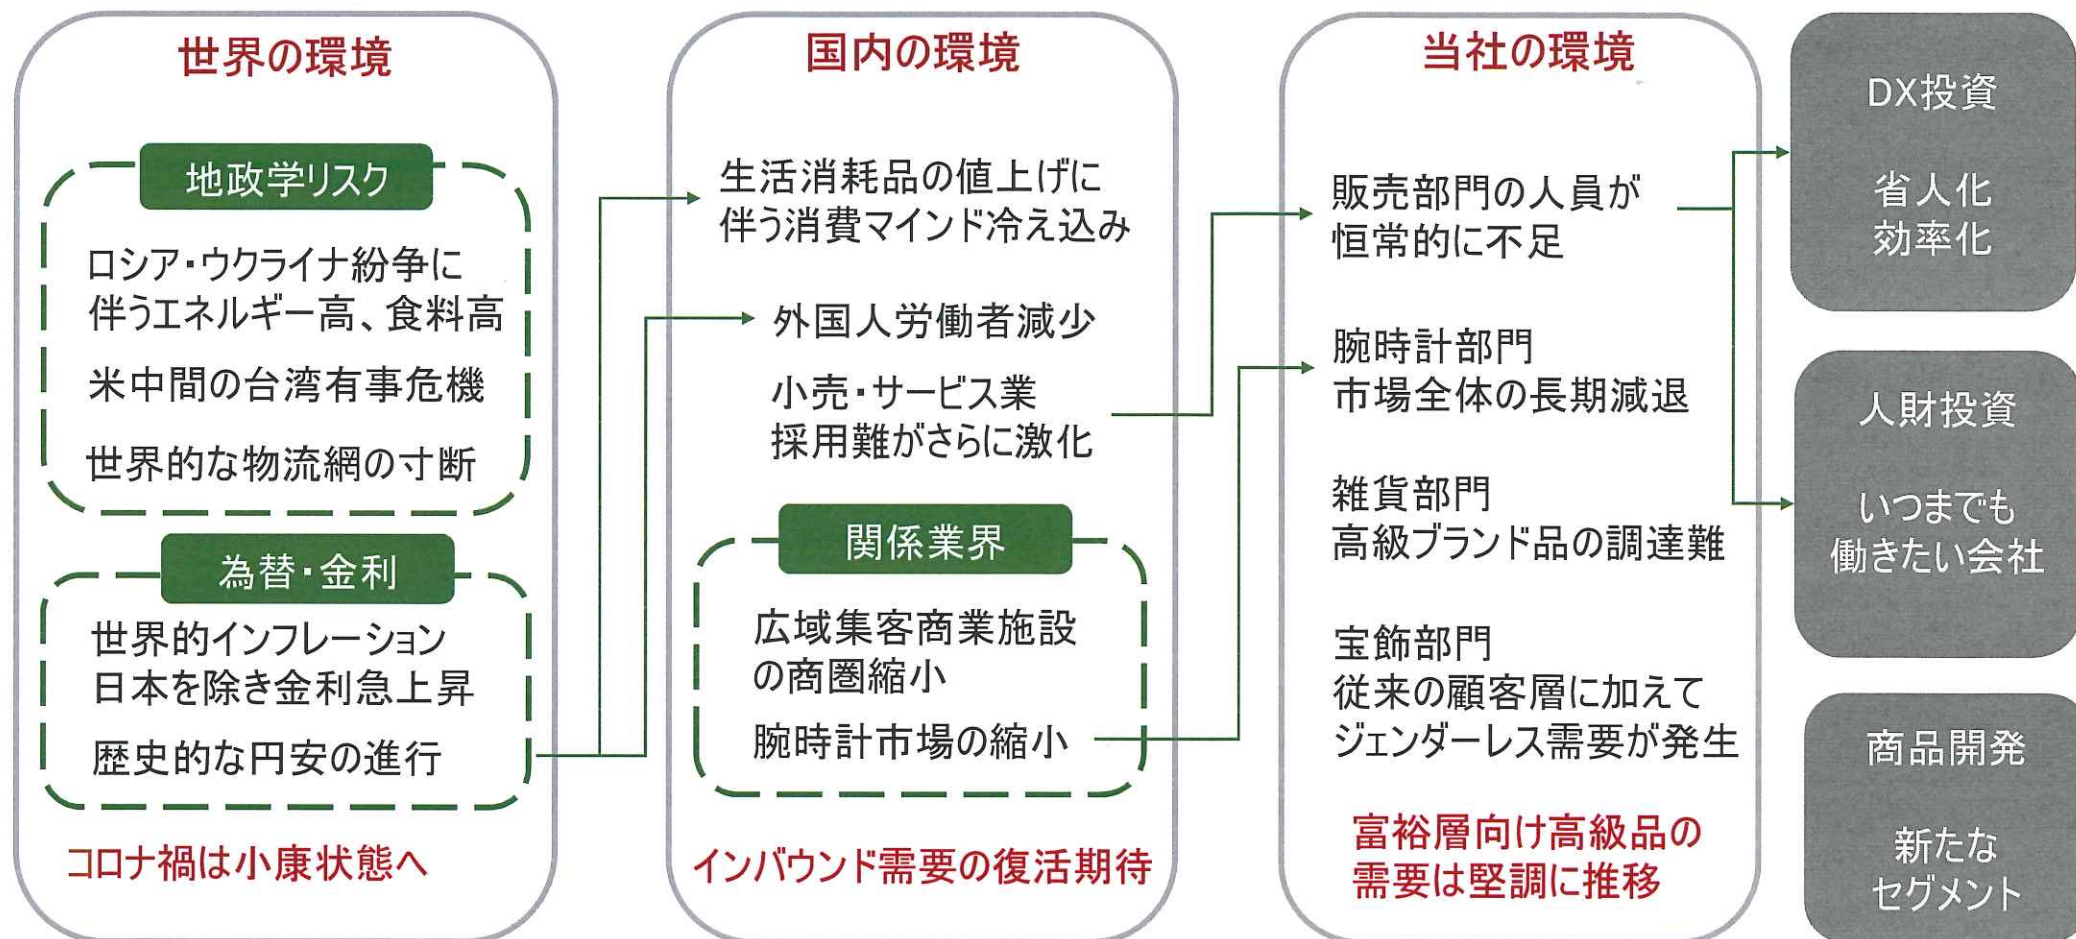 世界の環境
地政学リスク
ロシア・ウクライナ紛争に
伴うエネルギー高、食料高
米中間の台湾有事危機
世界的な物流網の寸断
為替・金利
世界的インフレーション
日本を除き金利急上昇
歴史的な円安の進行
コロナ禍は小康状態へ
国内の環境
生活消耗品の値上げに
伴う消費マインド冷え込み
外国人労働者減少
小売・サービス業
採用難がさらに激化
関係業界
広域集客商業施設
の商圏縮小
腕時計市場の縮小
インバウンド需要の復活期待
当社の環境
販売部門の人員が
恒常的に不足
腕時計部門
市場全体の長期減退
雑貨部門
高級ブランド品の調達難
宝飾部門
従来の顧客層に加えて
ジェンダーレス需要が発生
富裕層向け高級品の
需要は堅調に推移
DX投資
省人化
効率化
人財投資
いつまでも
働きたい会社
商品開発
新たな
セグメント